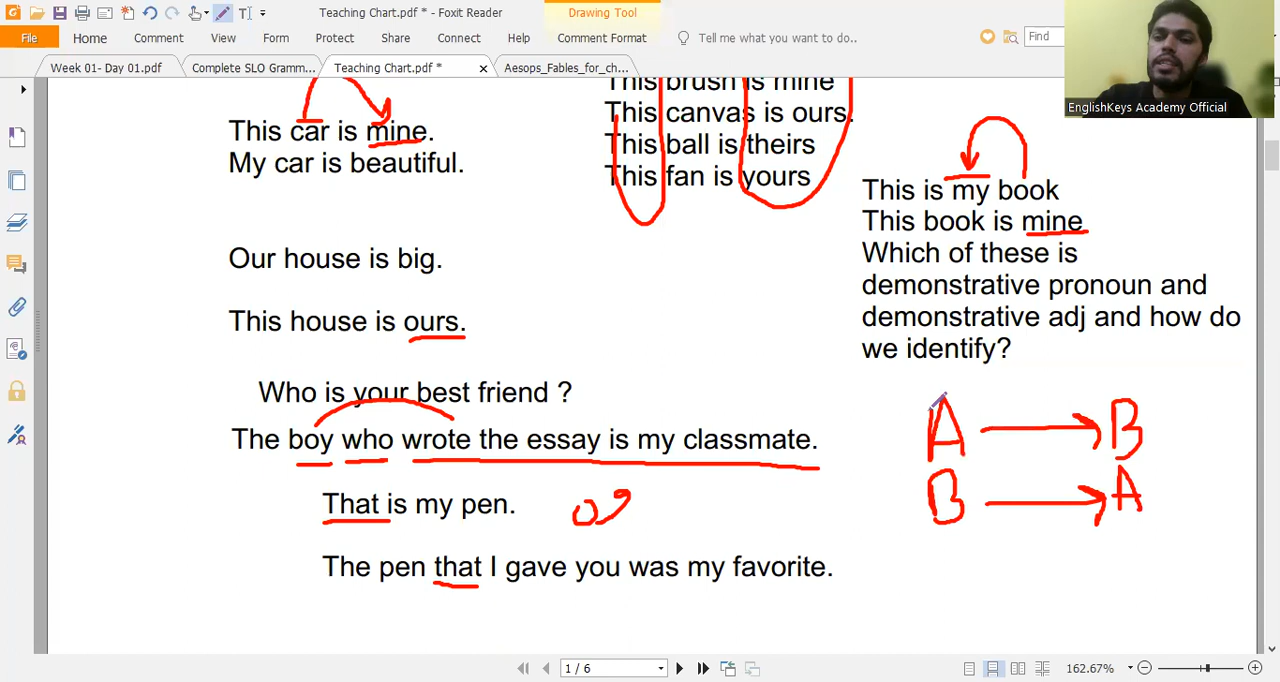 Teaching Chart.pdf * - Foxit Reader
Drawing Tool
File
Home
Comment
View
Form
Protect
Share
Connect
Help
Comment Format
Tell me what you want to do..
Find
Week 01- Day 01.pdf
Complete SLO Gramm...
Teaching Chart.pdf *
Aesops_Fables_for_ch...
EnglishKeys Academy Official
This car is mine.
My car is beautiful.
Our house is big.
This house is ours.
Who is your best friend ?
The boy who wrote the essay is my classmate.
That is my pen.
The pen that I gave you was my favorite.
This brush is mine
This canvas is ours.
This ball is theirs
This fan is yours
This is my book
This book is mine
Which of these is
demonstrative pronoun and
demonstrative adj and how do
we identify?
A B
B A
1 / 6
162.67%